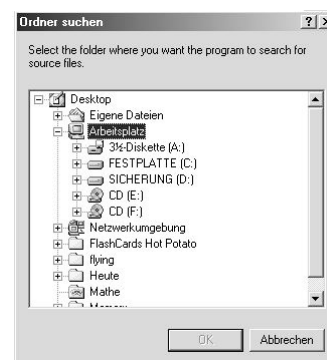 Ordner suchen
Select the folder where you want the program to search for
source files.
Desktop
Eigene Dateien
Arbeitsplatz
3½-Diskette (A:)
FESTPLATTE (C:)
SICHERUNG (D:)
CD (E:)
CD (F:)
Netzwerkumgebung
FlashCards Hot Potato
flying
Heute
Mathe
OK
Abbrechen